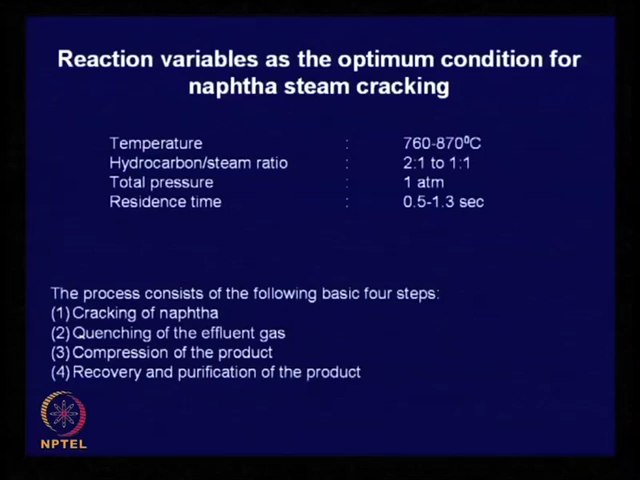 Reaction variables as the optimum condition for
naphtha steam cracking
Temperature : 760-870⁰C
Hydrocarbon/steam ratio : 2:1 to 1:1
Total pressure : 1 atm
Residence time : 0.5-1.3 sec
The process consists of the following basic four steps:
(1) Cracking of naphtha
(2) Quenching of the effluent gas
(3) Compression of the product
(4) Recovery and purification of the product
NPTEL